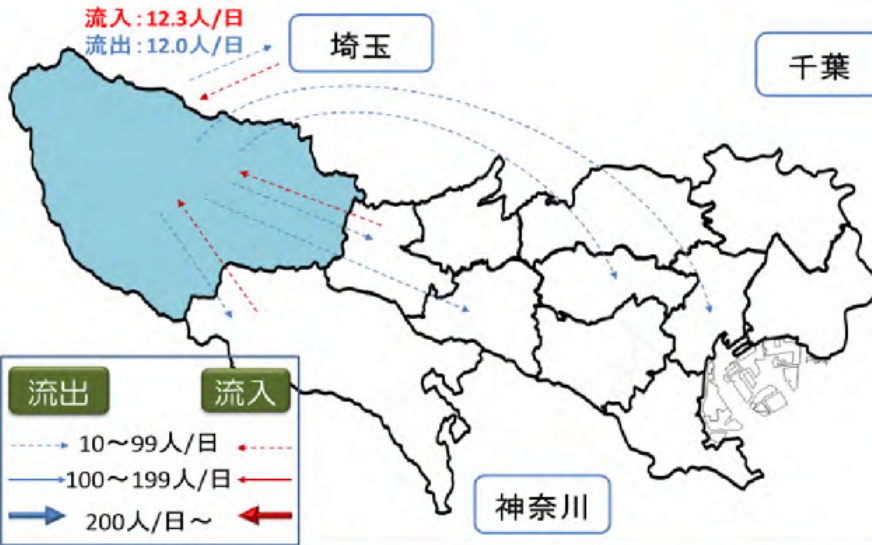 流入：12.3人/日
流出：12.0人/日
埼玉
千葉
流出 流入
10～99人/日
100～199人/日
200人/日～
神奈川